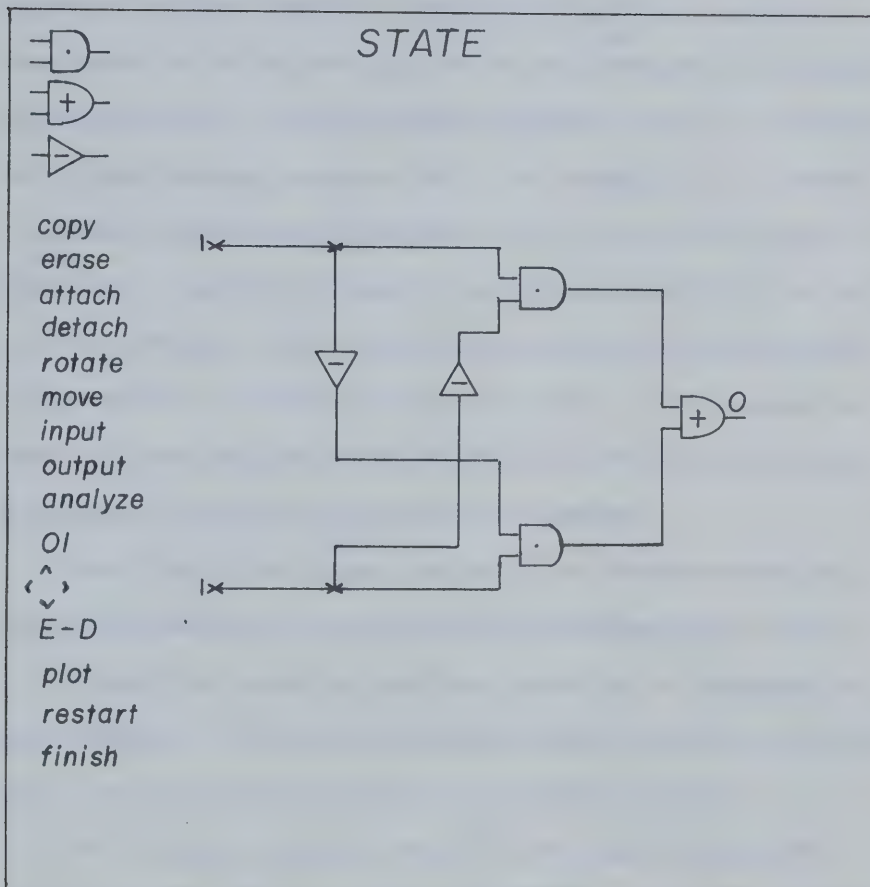 STATE
·
+
−
copy
erase
attach
detach
rotate
move
input
output
analyze
OI
E-D
plot
restart
finish
I
·
−
−
+ O
·
I